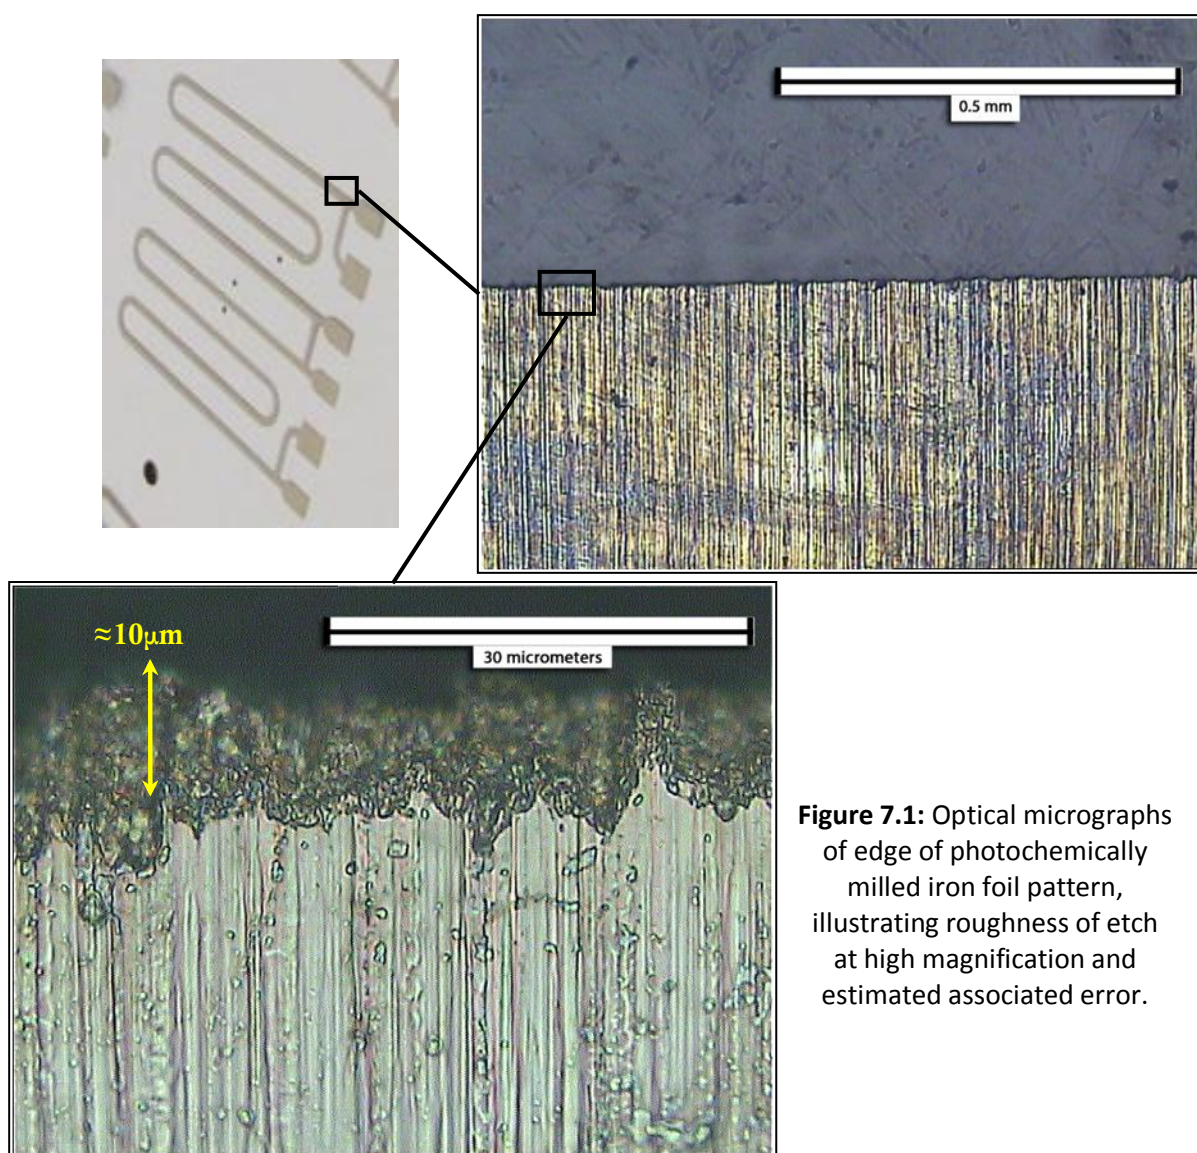 0.5 mm
≈10μm
30 micrometers
Figure 7.1: Optical micrographs
of edge of photochemically
milled iron foil pattern,
illustrating roughness of etch
at high magnification and
estimated associated error.